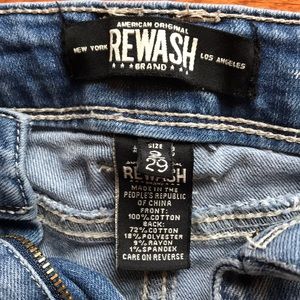 AMERICAN ORIGINAL
NEW YORK REWASH LOS ANGELES
BRAND
SIZE
9
29
REWASH
MADE IN THE
PEOPLE'S REPUBLIC
OF CHINA
FRONT:
100% COTTON
BACK:
72% COTTON
18% POLYESTER
9% RAYON
1% SPANDEX
CARE ON REVERSE